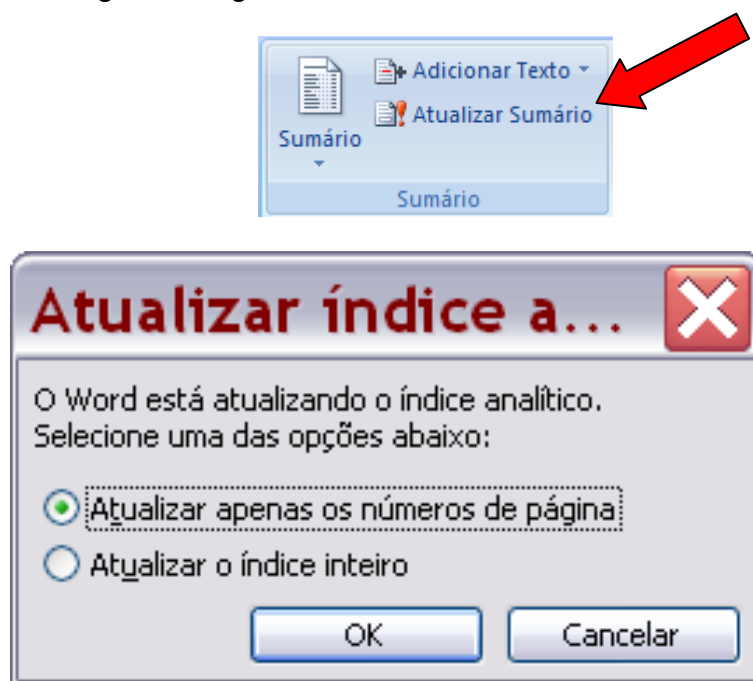 Adicionar Texto
Atualizar Sumário
Sumário
Sumário
Atualizar índice a...
O Word está atualizando o índice analítico.
Selecione uma das opções abaixo:
Atualizar apenas os números de página
Atualizar o índice inteiro
OK Cancelar